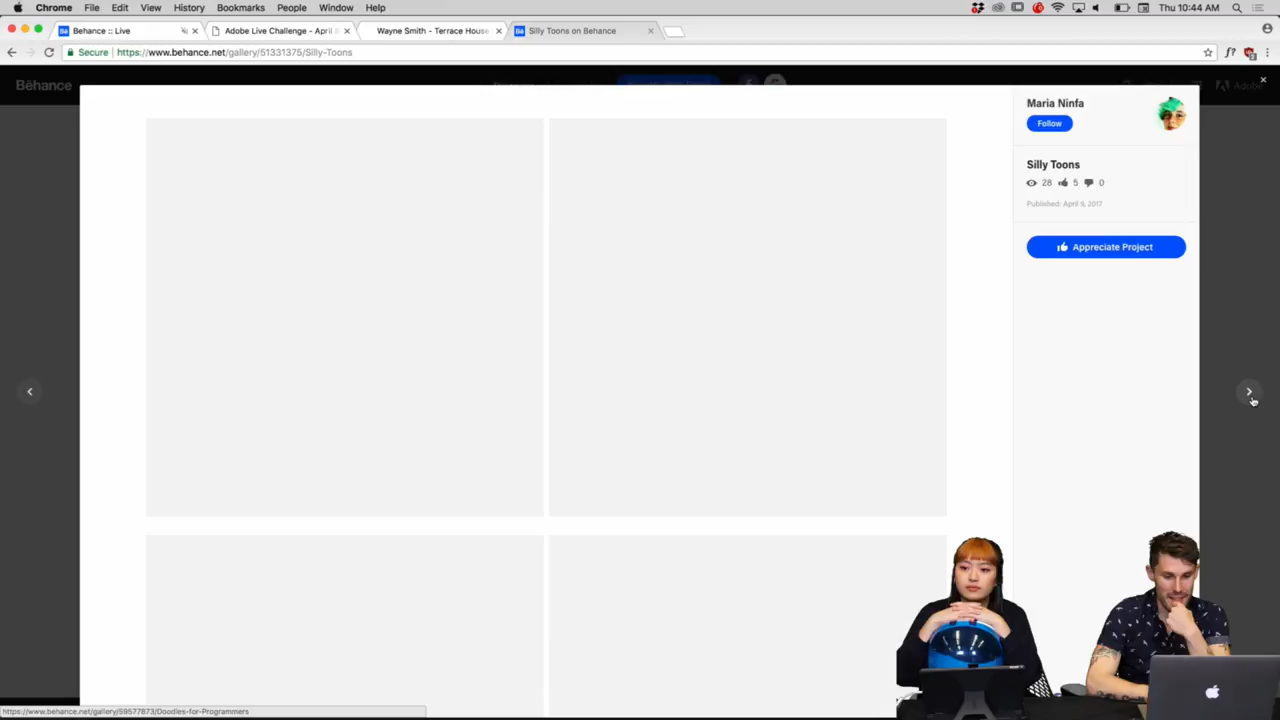 Chrome File Edit View History Bookmarks People Window Help
Thu 10:44 AM
Behance :: Live
Adobe Live Challenge - April
Wayne Smith - Terrace House
Silly Toons on Behance
Secure https://www.behance.net/gallery/51331375/Silly-Toons
f?
Bēhance
Adobe
Maria Ninfa
Follow
Silly Toons
28 5 0
Published: April 9, 2017
Appreciate Project
https://www.behance.net/gallery/59577873/Doodles-for-Programmers